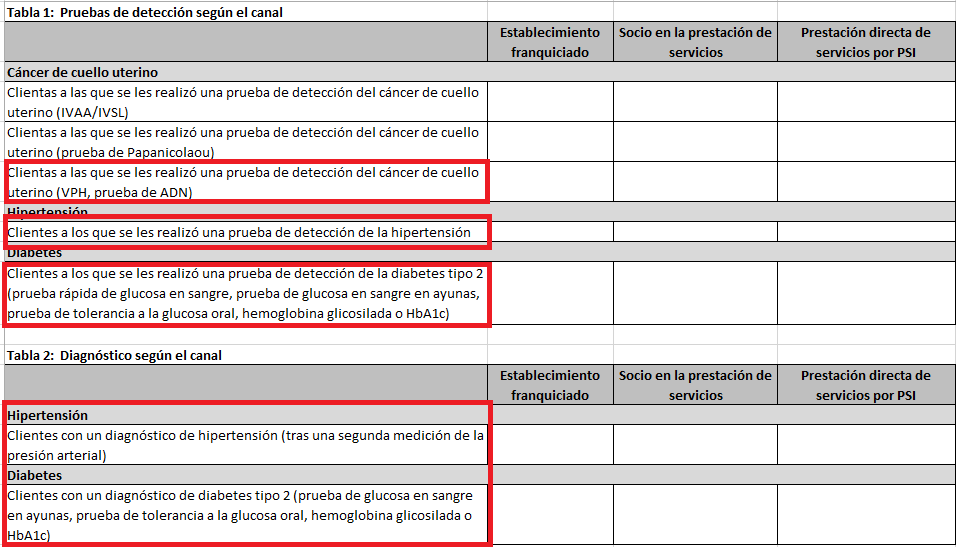 Tabla 1:  Pruebas de detección según el canal
Establecimiento franquiciado
Socio en la prestación de servicios
Prestación directa de servicios por PSI
Cáncer de cuello uterino
Clientas a las que se les realizó una prueba de detección del cáncer de cuello
uterino (IVAA/IVSL)
Clientas a las que se les realizó una prueba de detección del cáncer de cuello
uterino (prueba de Papanicolaou)
Clientas a las que se les realizó una prueba de detección del cáncer de cuello
uterino (VPH, prueba de ADN)
Hipertensión
Clientes a los que se les realizó una prueba de detección de la hipertensión
Diabetes
Clientes a los que se les realizó una prueba de detección de la diabetes tipo 2
(prueba rápida de glucosa en sangre, prueba de glucosa en sangre en ayunas,
prueba de tolerancia a la glucosa oral, hemoglobina glicosilada o HbA1c)
Tabla 2:  Diagnóstico según el canal
Establecimiento franquiciado
Socio en la prestación de servicios
Prestación directa de servicios por PSI
Hipertensión
Clientes con un diagnóstico de hipertensión (tras una segunda medición de la
presión arterial)
Diabetes
Clientes con un diagnóstico de diabetes tipo 2 (prueba de glucosa en sangre
en ayunas, prueba de tolerancia a la glucosa oral, hemoglobina glicosilada o
HbA1c)